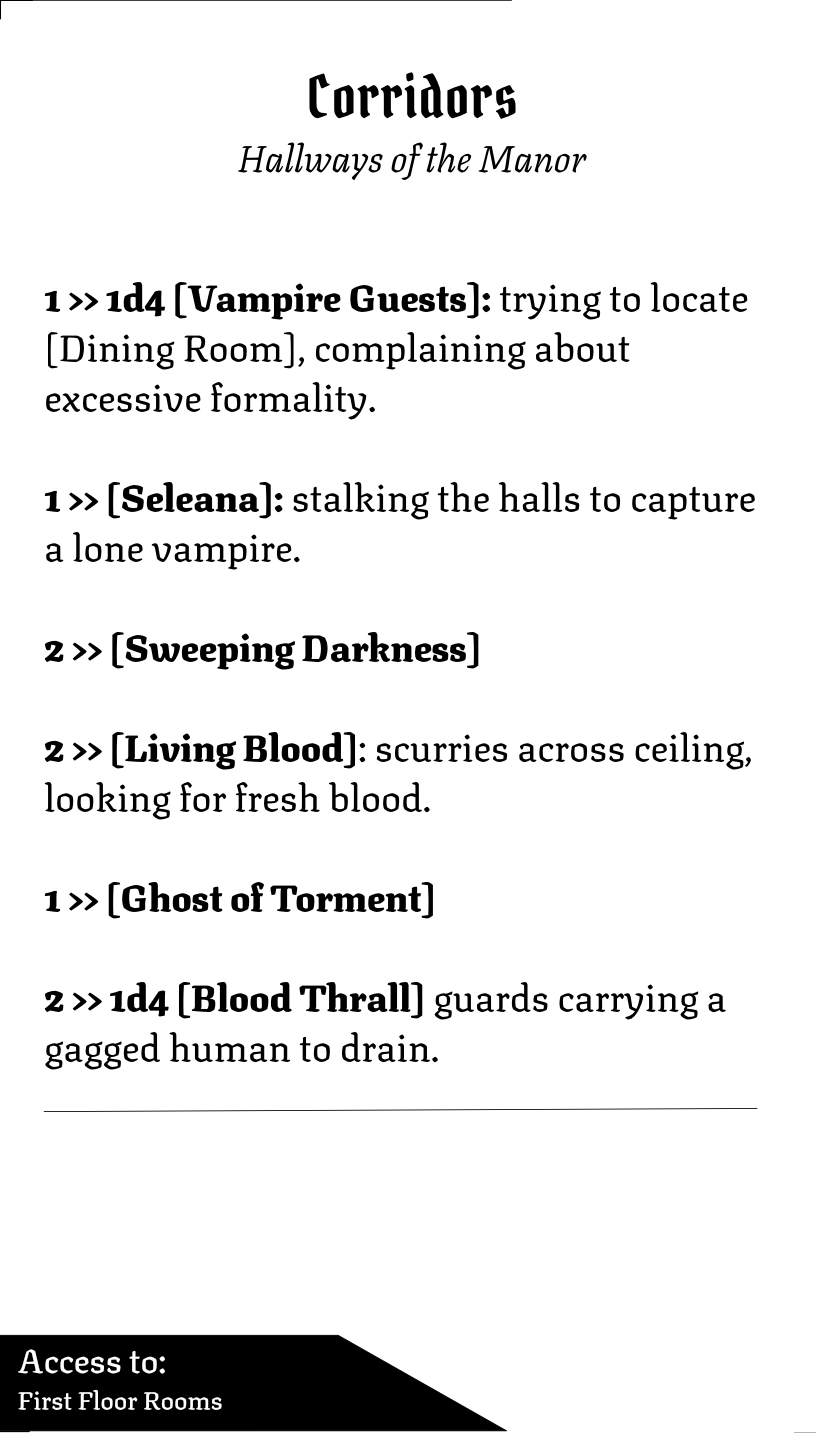 Corridors
Hallways of the Manor
1 >> 1d4 [Vampire Guests]: trying to locate
[Dining Room], complaining about
excessive formality.
1 >> [Seleana]: stalking the halls to capture
a lone vampire.
2 >> [Sweeping Darkness]
2 >> [Living Blood]: scurries across ceiling,
looking for fresh blood.
1 >> [Ghost of Torment]
2 >> 1d4 [Blood Thrall] guards carrying a
gagged human to drain.
Access to:
First Floor Rooms